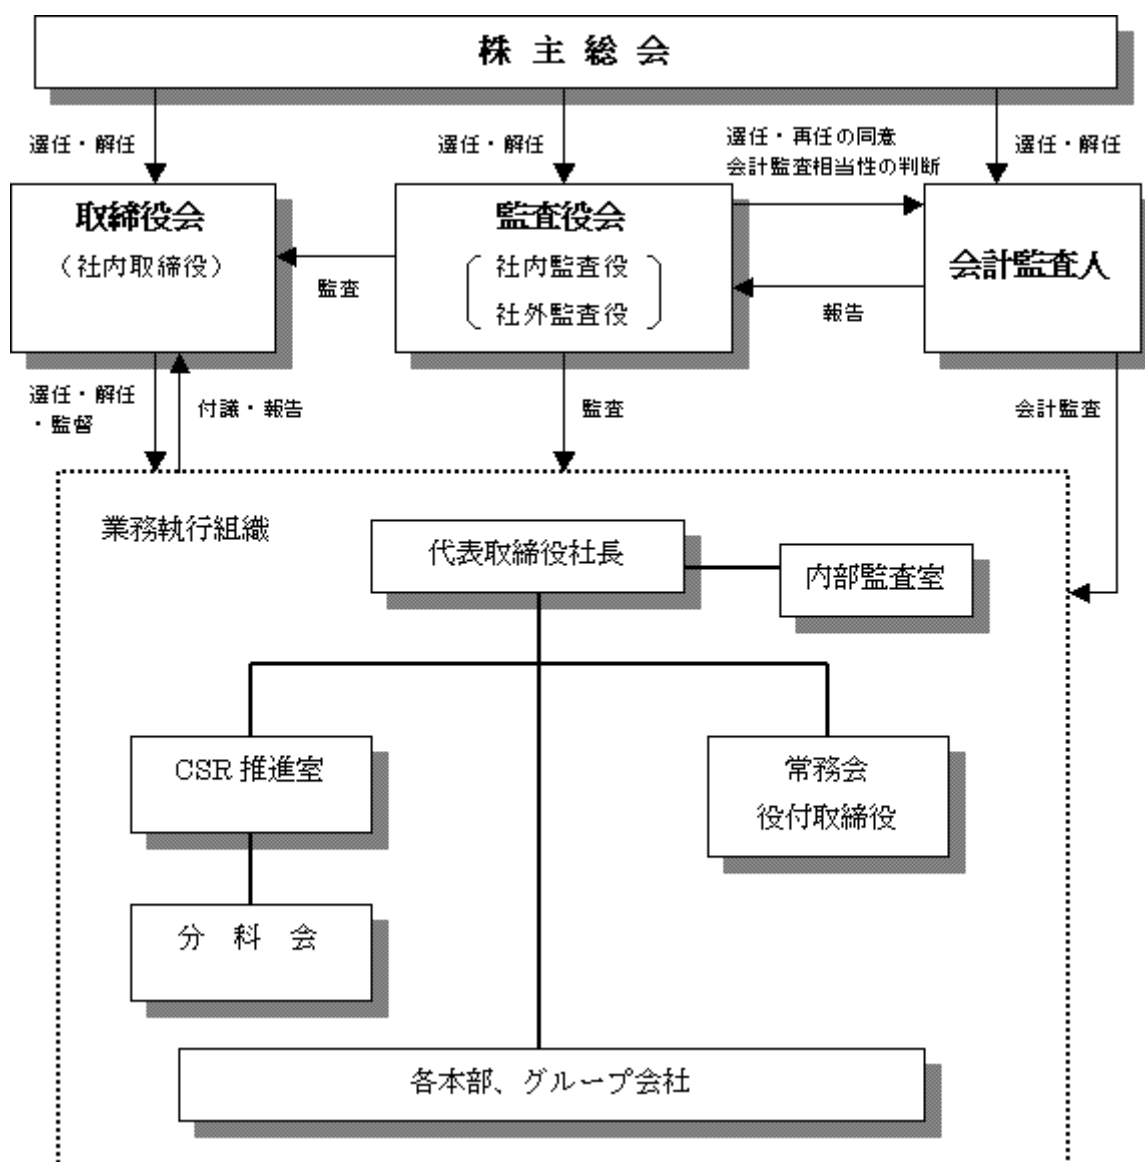 株 主 総 会
選任・解任
選任・解任
選任・再任の同意
会計監査相当性の判断
選任・解任
取締役会
（社内取締役）
監査
監査役会
社内監査役
社外監査役
報告
会計監査人
選任・解任
・監督
付議・報告
監査
会計監査
業務執行組織
代表取締役社長
内部監査室
CSR 推進室
常務会
役付取締役
分 科 会
各本部、グループ会社